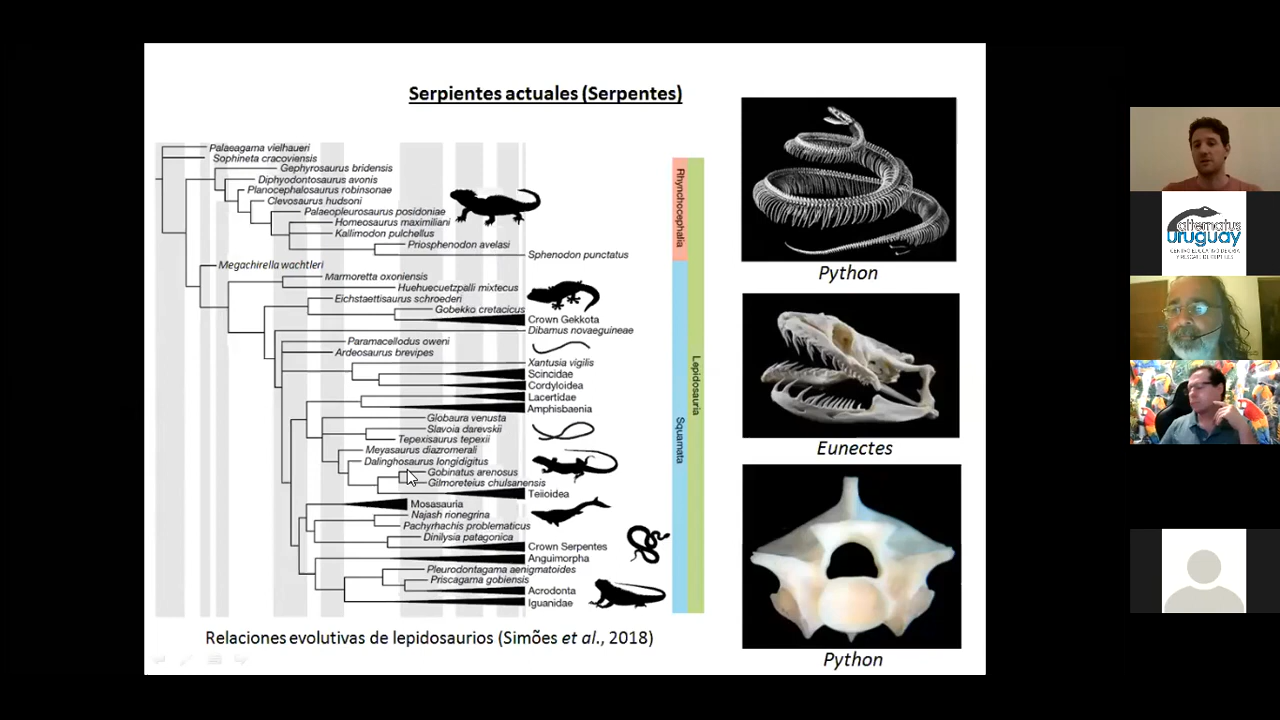 Serpientes actuales (Serpentes)
Palaeagama vielhaueri
Sophineta cracoviensis
Gephyrosaurus bridensis
Diphyodontosaurus avonis
Planocephalosaurus robinsonae
Clevosaurus hudsoni
Palaeopleurosaurus posidoniae
Homeosaurus maximiliani
Kallimodon pulchellus
Priosphenodon avelasi
Sphenodon punctatus
Megachirella wachtleri
Marmoretta oxoniensis
Huehuecuetzpalli mixtecus
Eichstaettisaurus schroederi
Gobekko cretacicus
Crown Gekkota
Dibamus novaeguineae
Paramacellodus oweni
Ardeosaurus brevipes
Xantusia vigilis
Scincidae
Cordyloidea
Lacertidae
Amphisbaenia
Globaura venusta
Slavoia darevskii
Tepexisaurus tepexii
Meyasaurus diazromerali
Dalinghosaurus longidigitus
Gobinatus arenosus
Gilmoreteius chulsanensis
Teiioidea
Mosasauria
Najash rionegrina
Pachyrhachis problematicus
Dinilysia patagonica
Crown Serpentes
Anguimorpha
Pleurodontagama aenigmatoides
Priscagama gobiensis
Acrodonta
Iguanidae
Rhynchocephalia
Squamata
Lepidosauria
Relaciones evolutivas de lepidosaurios (Simões et al., 2018)
Python
Eunectes
Python
alternatus
uruguay